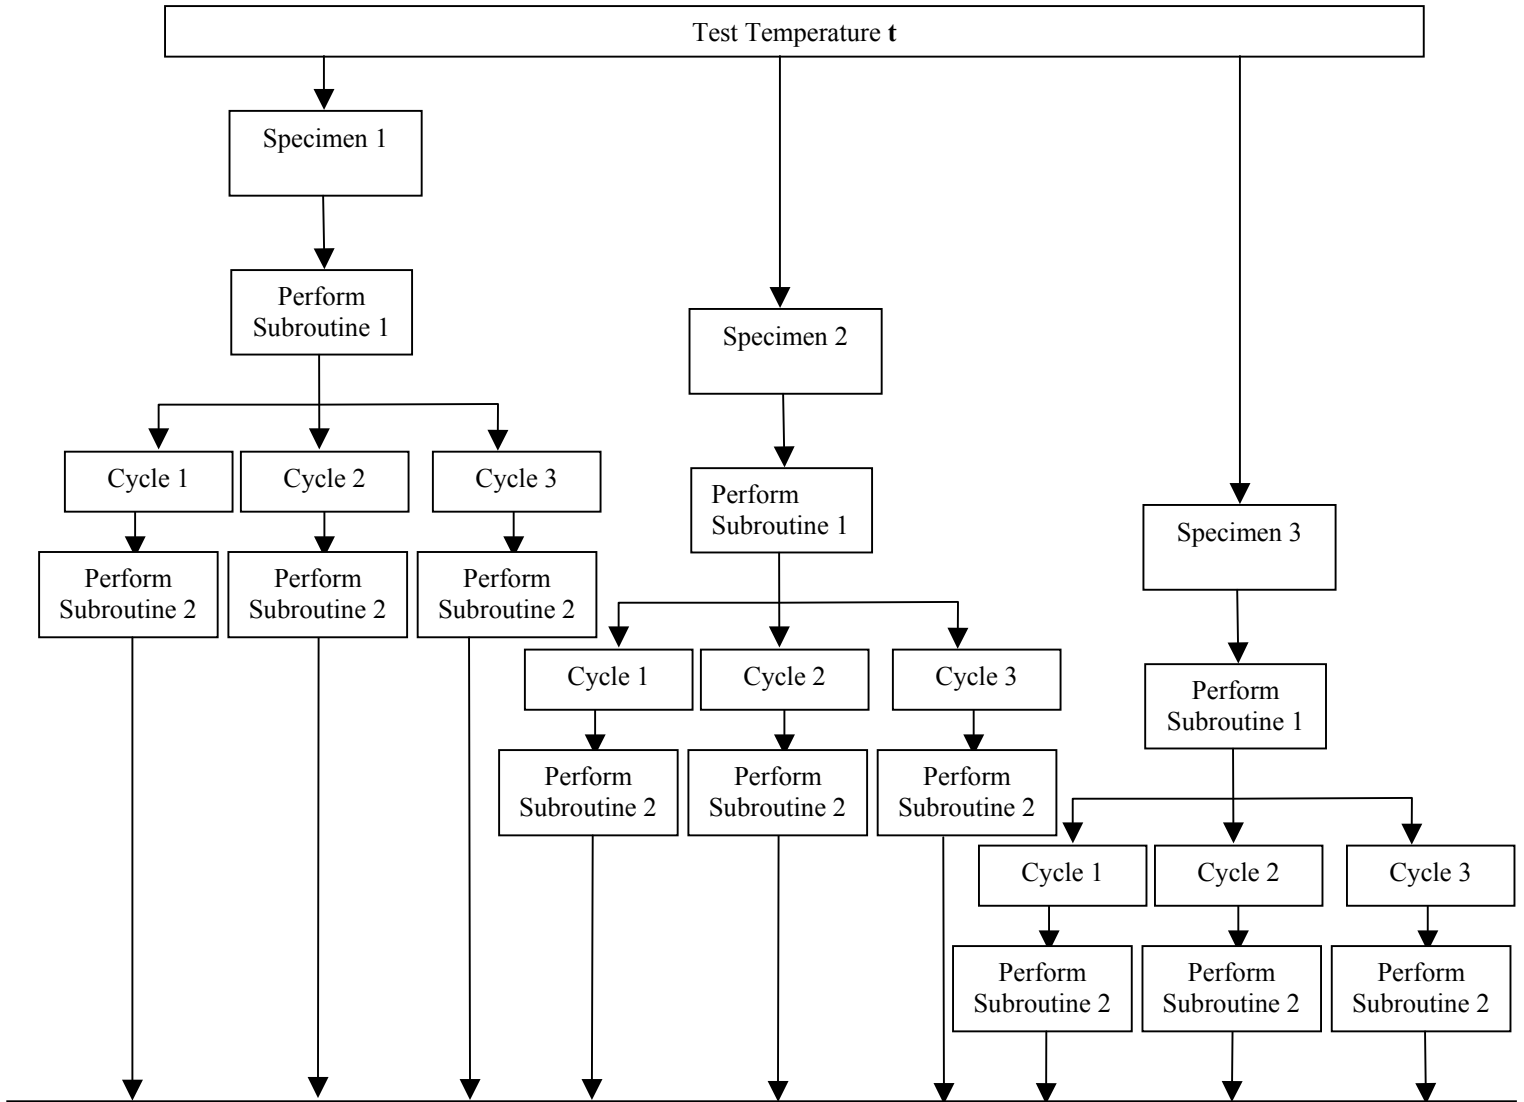 Test Temperature t
Specimen 1
Perform
Subroutine 1
Cycle 1
Cycle 2
Cycle 3
Perform
Subroutine 2
Perform
Subroutine 2
Perform
Subroutine 2
Specimen 2
Perform
Subroutine 1
Cycle 1
Cycle 2
Cycle 3
Perform
Subroutine 2
Perform
Subroutine 2
Perform
Subroutine 2
Specimen 3
Perform
Subroutine 1
Cycle 1
Cycle 2
Cycle 3
Perform
Subroutine 2
Perform
Subroutine 2
Perform
Subroutine 2